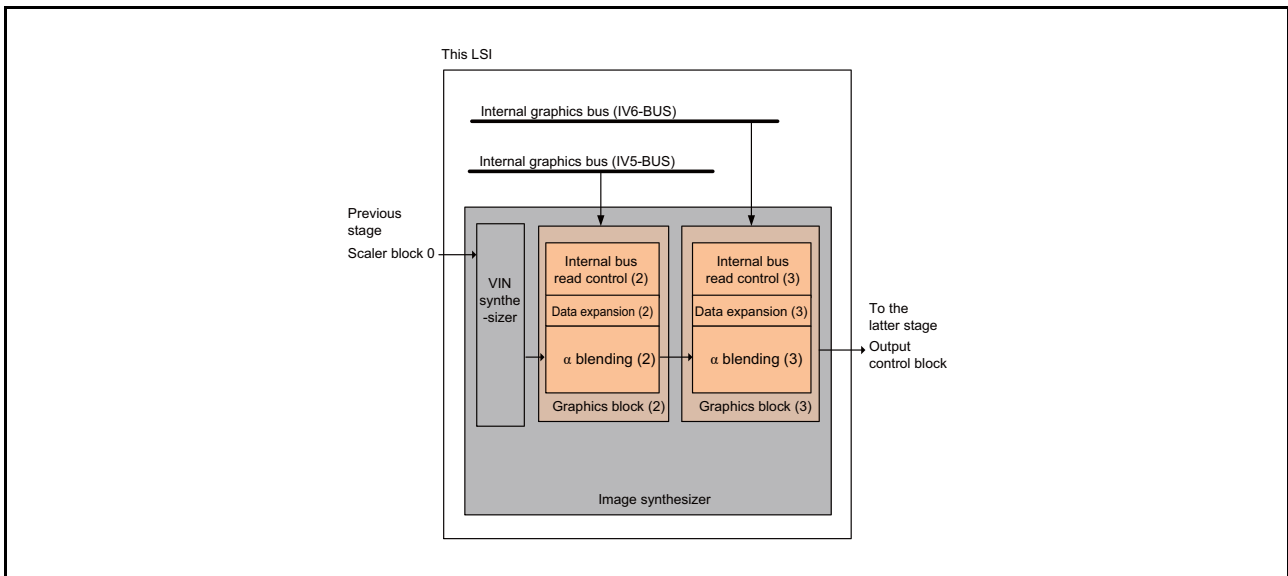 This LSI
Internal graphics bus (IV6-BUS)
Internal graphics bus (IV5-BUS)
Previous
stage
Scaler block 0
VIN
synthe
-sizer
Internal bus
read control (2)
Data expansion (2)
α blending (2)
Graphics block (2)
Internal bus
read control (3)
Data expansion (3)
α blending (3)
Graphics block (3)
To the
latter stage
Output
control block
Image synthesizer